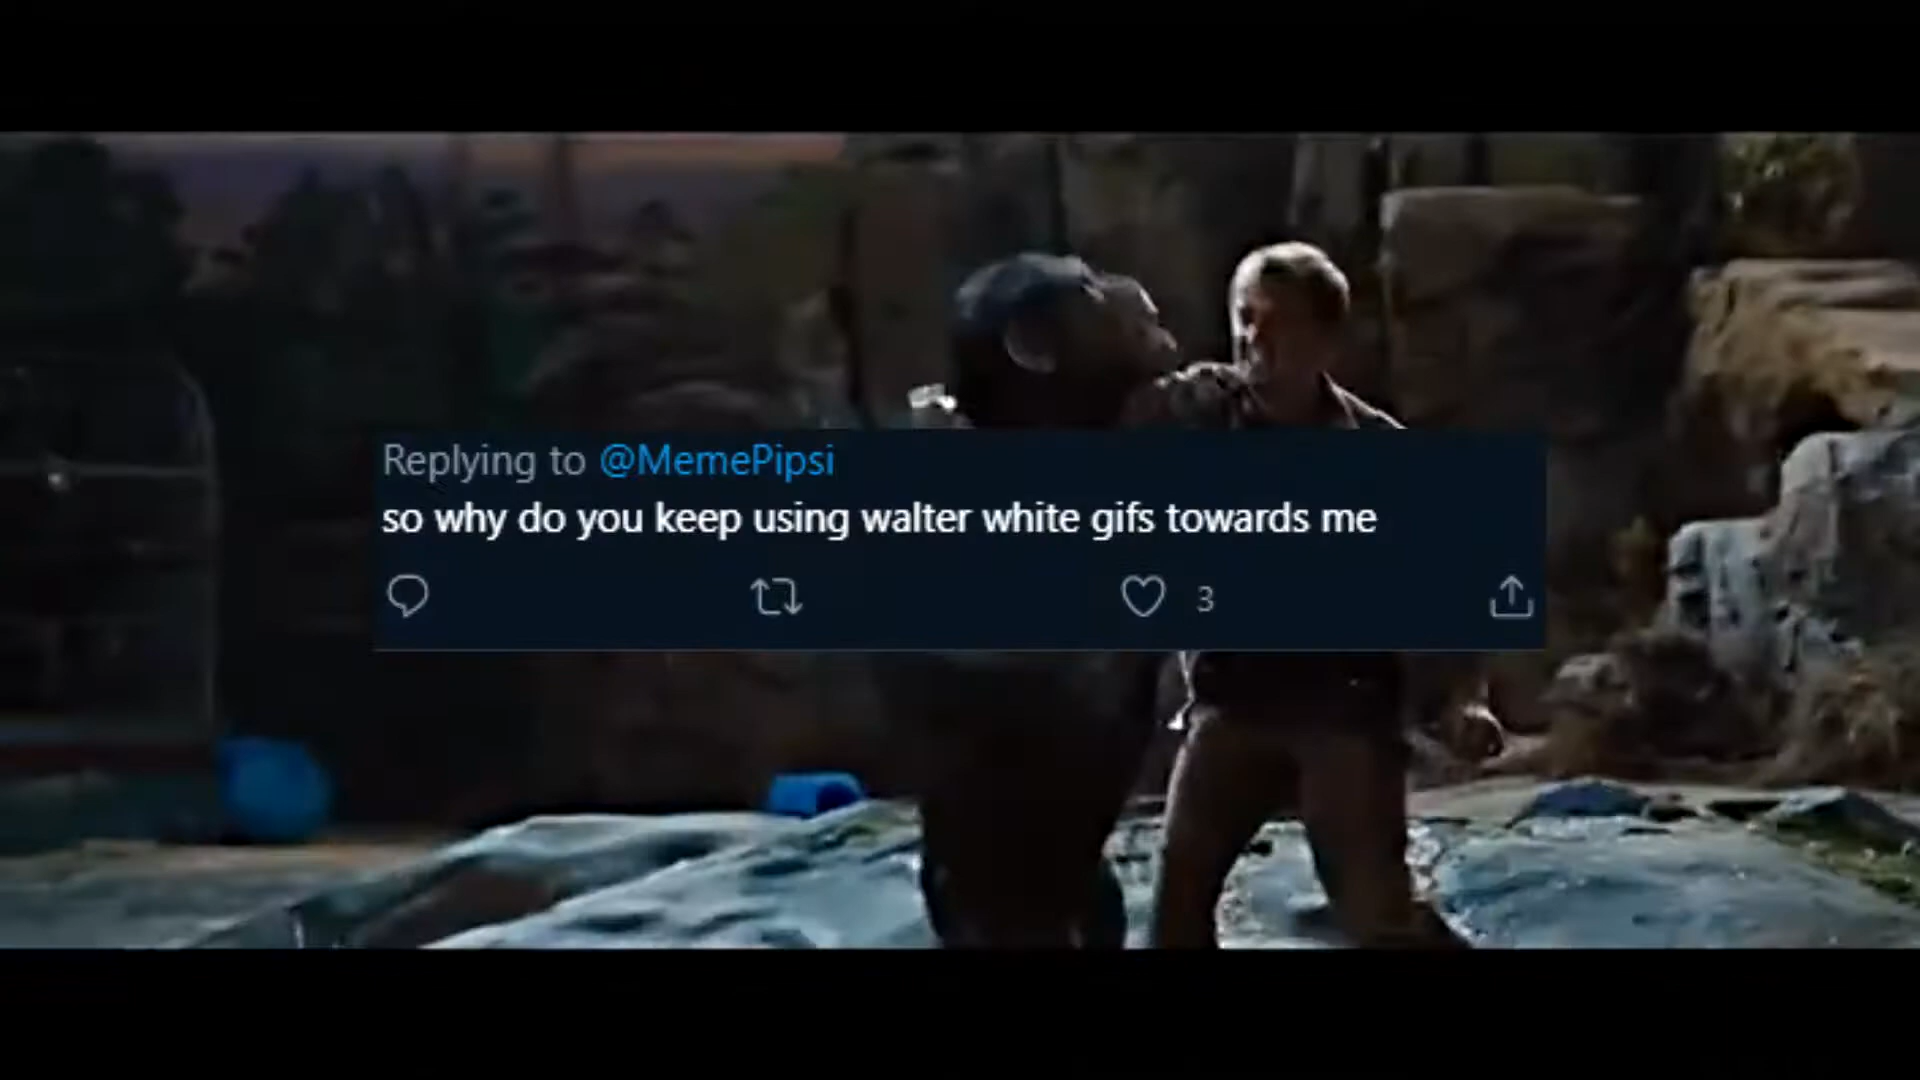 Replying to @MemePipsi
so why do you keep using walter white gifs towards me
3